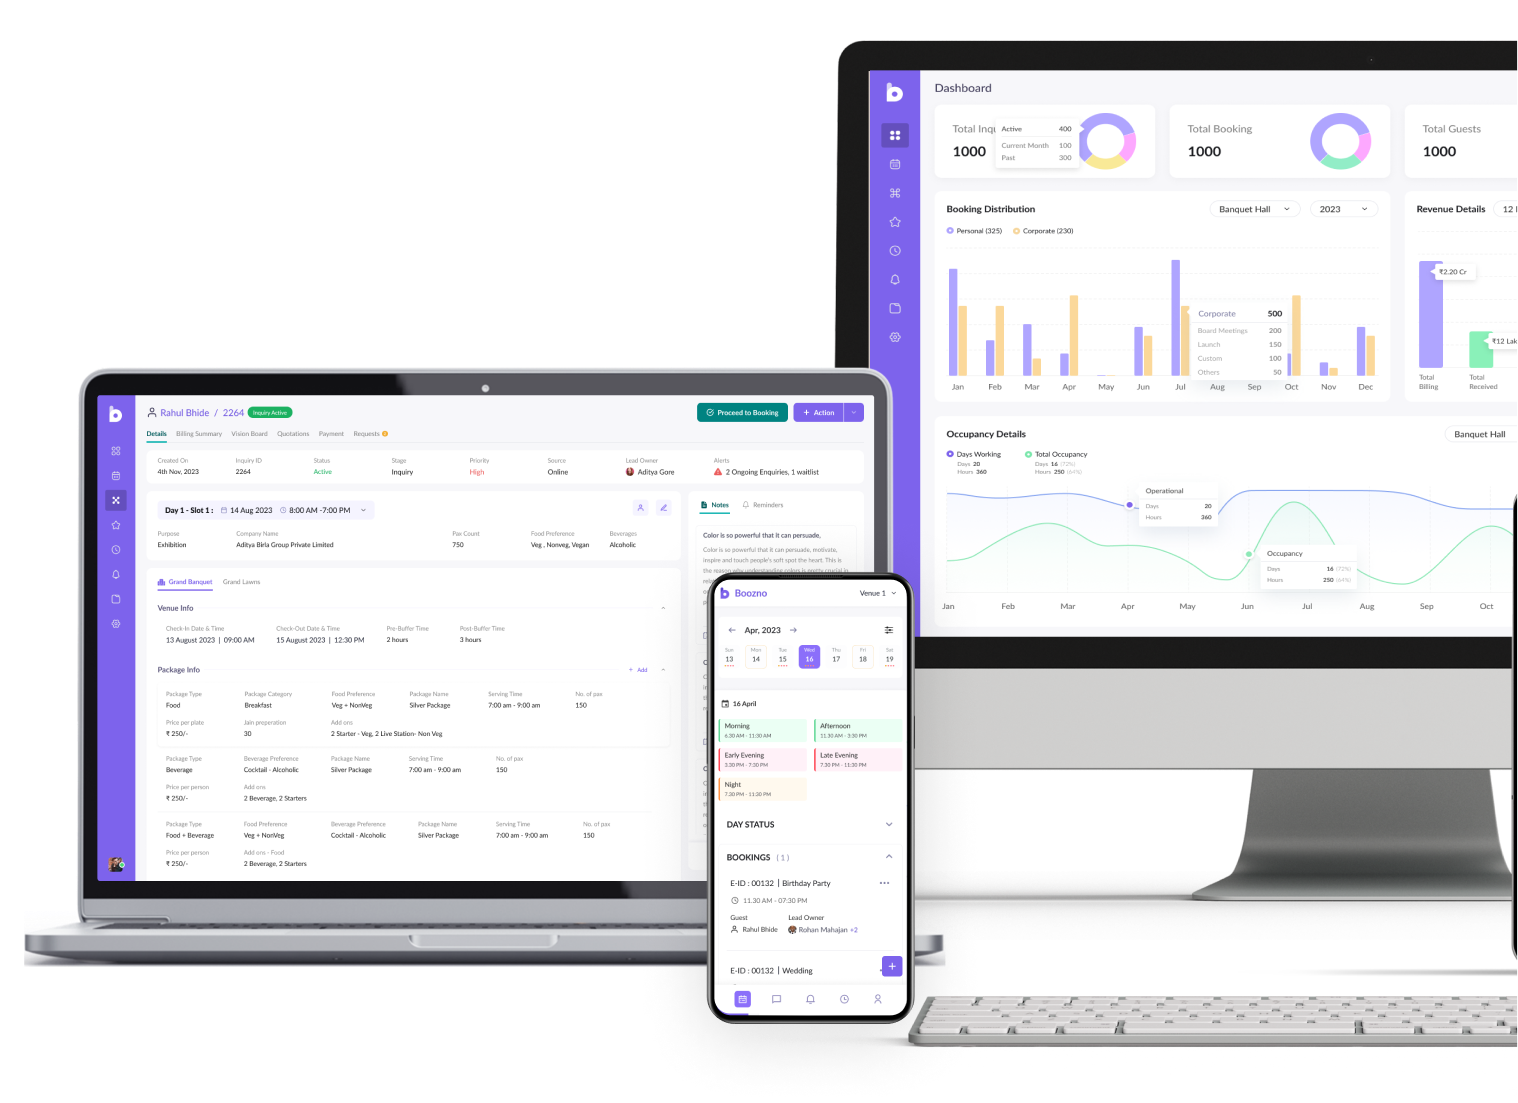 Dashboard
Total Inqu
1000
Active 400
Current Month 100
Past 300
Total Booking
1000
Total Guests
1000
Booking Distribution
Banquet Hall
2023
Personal (325) Corporate (230)
Corporate 500
Board Meetings 200
Launch 150
Custom 100
Others 50
Jan Feb Mar Apr May Jun Jul Aug Sep Oct Nov Dec
Revenue Details
12
₹2.20 Cr
₹12 Lak
Total Billing
Total Received
Occupancy Details
Banquet Hall
Days Working
Days 20
Hours 360
Total Occupancy
Days 16 (72%)
Hours 250 (64%)
Operational
Days 20
Hours 360
Occupancy
Days 16 (72%)
Hours 250 (64%)
Jan Feb Mar Apr May Jun Jul Aug Sep Oct
Rahul Bhide / 2264 Inquiry Active
Proceed to Booking
+ Action
Details Billing Summary Vision Board Quotations Payment Requests
Created On Inquiry ID Status Stage Priority Source Lead Owner Alerts
4th Nov, 2023 2264 Active Inquiry High Online Aditya Gore 2 Ongoing Enquiries, 1 waitlist
Day 1 - Slot 1 : 14 Aug 2023 8:00 AM -7:00 PM
Purpose Company Name Pax Count Food Preference Beverages
Exhibition Aditya Birla Group Private Limited 750 Veg , Nonveg, Vegan Alcoholic
Grand Banquet Grand Lawns
Venue Info
Check-In Date & Time Check-Out Date & Time Pre-Buffer Time Post-Buffer Time
13 August 2023 | 09:00 AM 15 August 2023 | 12:30 PM 2 hours 3 hours
Package Info
+ Add
Package Type Package Category Food Preference Package Name Serving Time No. of pax
Food Breakfast Veg + NonVeg Silver Package 7:00 am - 9:00 am 150
Price per plate Jain preperation Add ons
₹ 250/- 30 2 Starter - Veg, 2 Live Station- Non Veg
Package Type Beverage Preference Package Name Serving Time No. of pax
Beverage Cocktail - Alcoholic Silver Package 7:00 am - 9:00 am 150
Price per person Add ons
₹ 250/- 2 Beverage, 2 Starters
Package Type Food Preference Beverage Preference Package Name Serving Time No. of pax
Food + Beverage Veg + NonVeg Cocktail - Alcoholic Silver Package 7:00 am - 9:00 am 150
Price per person Add ons - Food
₹ 250/- 2 Beverage, 2 Starters
Notes Reminders
Color is so powerful that it can persuade,
Color is so powerful that it can persuade, motivate,
inspire and touch people's soft spot the heart. This is
the reason why understanding colors is pretty crucial in
Boozno
Venue 1
Apr, 2023
Sun Mon Tue Wed Thu Fri Sat
13 14 15 16 17 18 19
16 April
Morning
6.30 AM - 11:30 AM
Afternoon
11.30 AM - 3:30 PM
Early Evening
3.30 PM - 7:30 PM
Late Evening
7.30 PM - 11:30 PM
Night
7.30 PM - 11:30 PM
DAY STATUS
BOOKINGS ( 1 )
E-ID : 00132 | Birthday Party
11.30 AM - 07:30 PM
Guest Lead Owner
Rahul Bhide Rohan Mahajan +2
E-ID : 00132 | Wedding